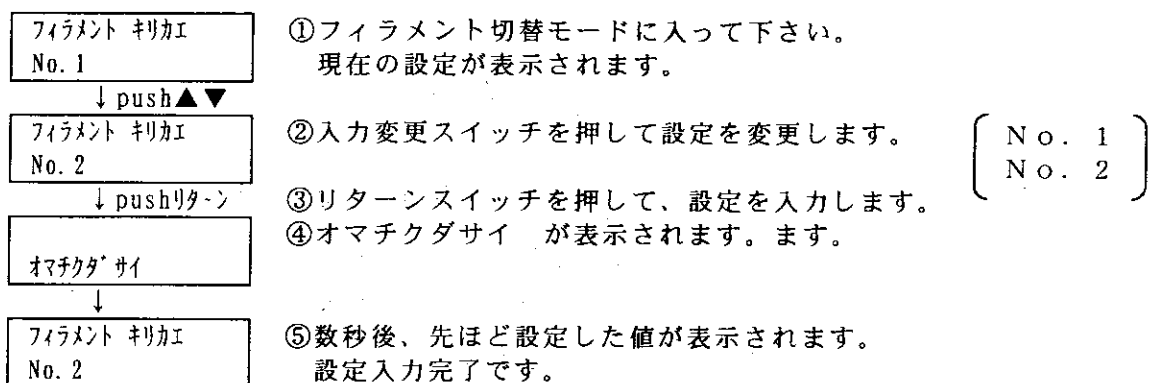 フィラメント キリカエ
No. 1
①フィラメント切替モードに入って下さい。
現在の設定が表示されます。
↓ push▲▼
フィラメント キリカエ
No. 2
②入力変更スイッチを押して設定を変更します。
No. 1
No. 2
↓ pushリターン
③リターンスイッチを押して、設定を入力します。
④オマチクダサイ が表示されます。ます。
オマチクダサイ
↓
フィラメント キリカエ
No. 2
⑤数秒後、先ほど設定した値が表示されます。
設定入力完了です。